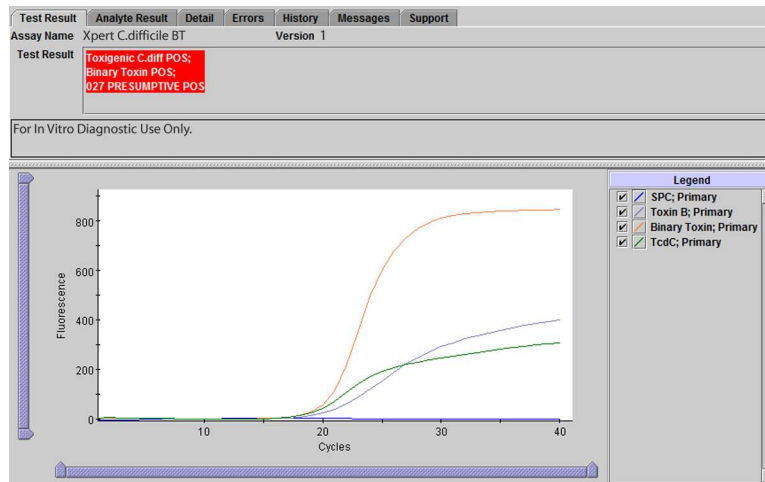 Test Result Analyte Result Detail Errors History Messages Support
Assay Name Xpert C.difficile BT Version 1
Test Result
Toxigenic C.diff POS;
Binary Toxin POS;
027 PRESUMPTIVE POS
For In Vitro Diagnostic Use Only.
Legend
SPC; Primary
Toxin B; Primary
Binary Toxin; Primary
TcdC; Primary
Fluorescence
800
600
400
200
0
10 20 30 40
Cycles